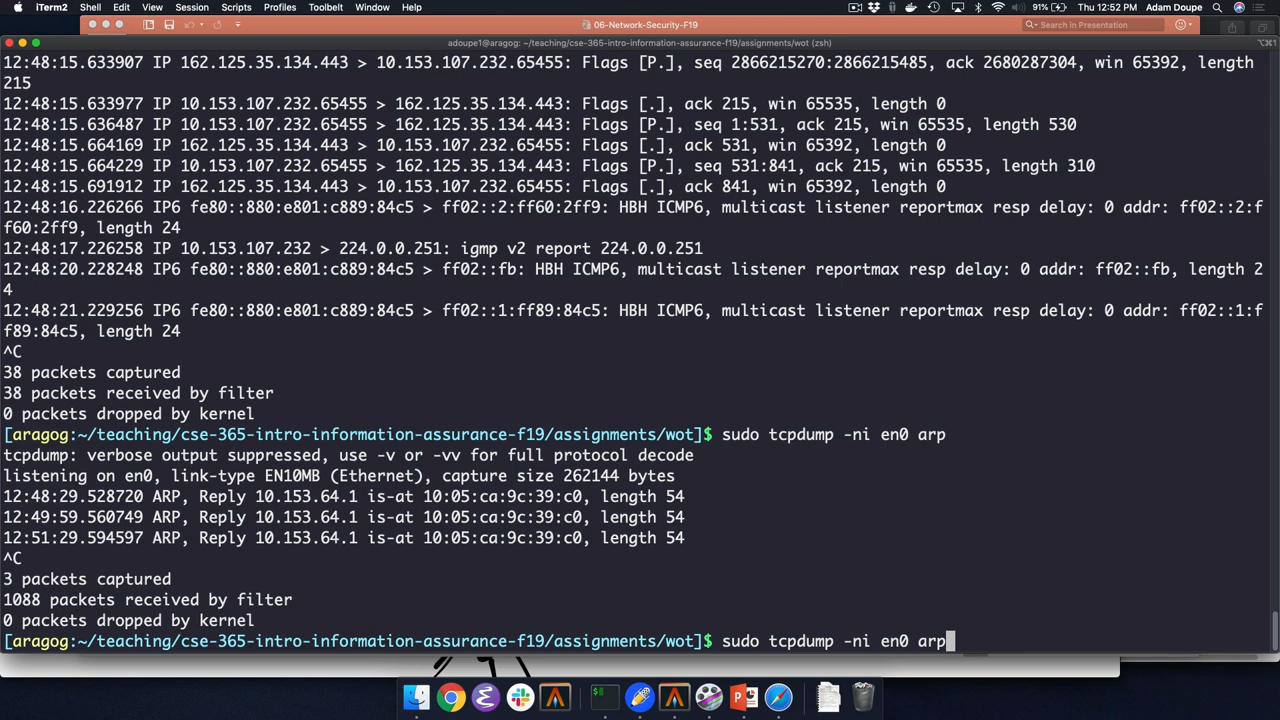 iTerm2 Shell Edit View Session Scripts Profiles Toolbelt Window Help 91% Thu 12:52 PM Adam Doupe
06-Network-Security-F19 Search in Presentation
adoupe1@aragog: ~/teaching/cse-365-intro-information-assurance-f19/assignments/wot (zsh) ⌥⌘1
12:48:15.633907 IP 162.125.35.134.443 > 10.153.107.232.65455: Flags [P.], seq 2866215270:2866215485, ack 2680287304, win 65392, length
215
12:48:15.633977 IP 10.153.107.232.65455 > 162.125.35.134.443: Flags [.], ack 215, win 65535, length 0
12:48:15.636487 IP 10.153.107.232.65455 > 162.125.35.134.443: Flags [P.], seq 1:531, ack 215, win 65535, length 530
12:48:15.664169 IP 162.125.35.134.443 > 10.153.107.232.65455: Flags [.], ack 531, win 65392, length 0
12:48:15.664229 IP 10.153.107.232.65455 > 162.125.35.134.443: Flags [P.], seq 531:841, ack 215, win 65535, length 310
12:48:15.691912 IP 162.125.35.134.443 > 10.153.107.232.65455: Flags [.], ack 841, win 65392, length 0
12:48:16.226266 IP6 fe80::880:e801:c889:84c5 > ff02::2:ff60:2ff9: HBH ICMP6, multicast listener reportmax resp delay: 0 addr: ff02::2:f
f60:2ff9, length 24
12:48:17.226258 IP 10.153.107.232 > 224.0.0.251: igmp v2 report 224.0.0.251
12:48:20.228248 IP6 fe80::880:e801:c889:84c5 > ff02::fb: HBH ICMP6, multicast listener reportmax resp delay: 0 addr: ff02::fb, length 2
4
12:48:21.229256 IP6 fe80::880:e801:c889:84c5 > ff02::1:ff89:84c5: HBH ICMP6, multicast listener reportmax resp delay: 0 addr: ff02::1:f
f89:84c5, length 24
^C
38 packets captured
38 packets received by filter
0 packets dropped by kernel
[aragog:~/teaching/cse-365-intro-information-assurance-f19/assignments/wot]$ sudo tcpdump -ni en0 arp
tcpdump: verbose output suppressed, use -v or -vv for full protocol decode
listening on en0, link-type EN10MB (Ethernet), capture size 262144 bytes
12:48:29.528720 ARP, Reply 10.153.64.1 is-at 10:05:ca:9c:39:c0, length 54
12:49:59.560749 ARP, Reply 10.153.64.1 is-at 10:05:ca:9c:39:c0, length 54
12:51:29.594597 ARP, Reply 10.153.64.1 is-at 10:05:ca:9c:39:c0, length 54
^C
3 packets captured
1088 packets received by filter
0 packets dropped by kernel
[aragog:~/teaching/cse-365-intro-information-assurance-f19/assignments/wot]$ sudo tcpdump -ni en0 arp